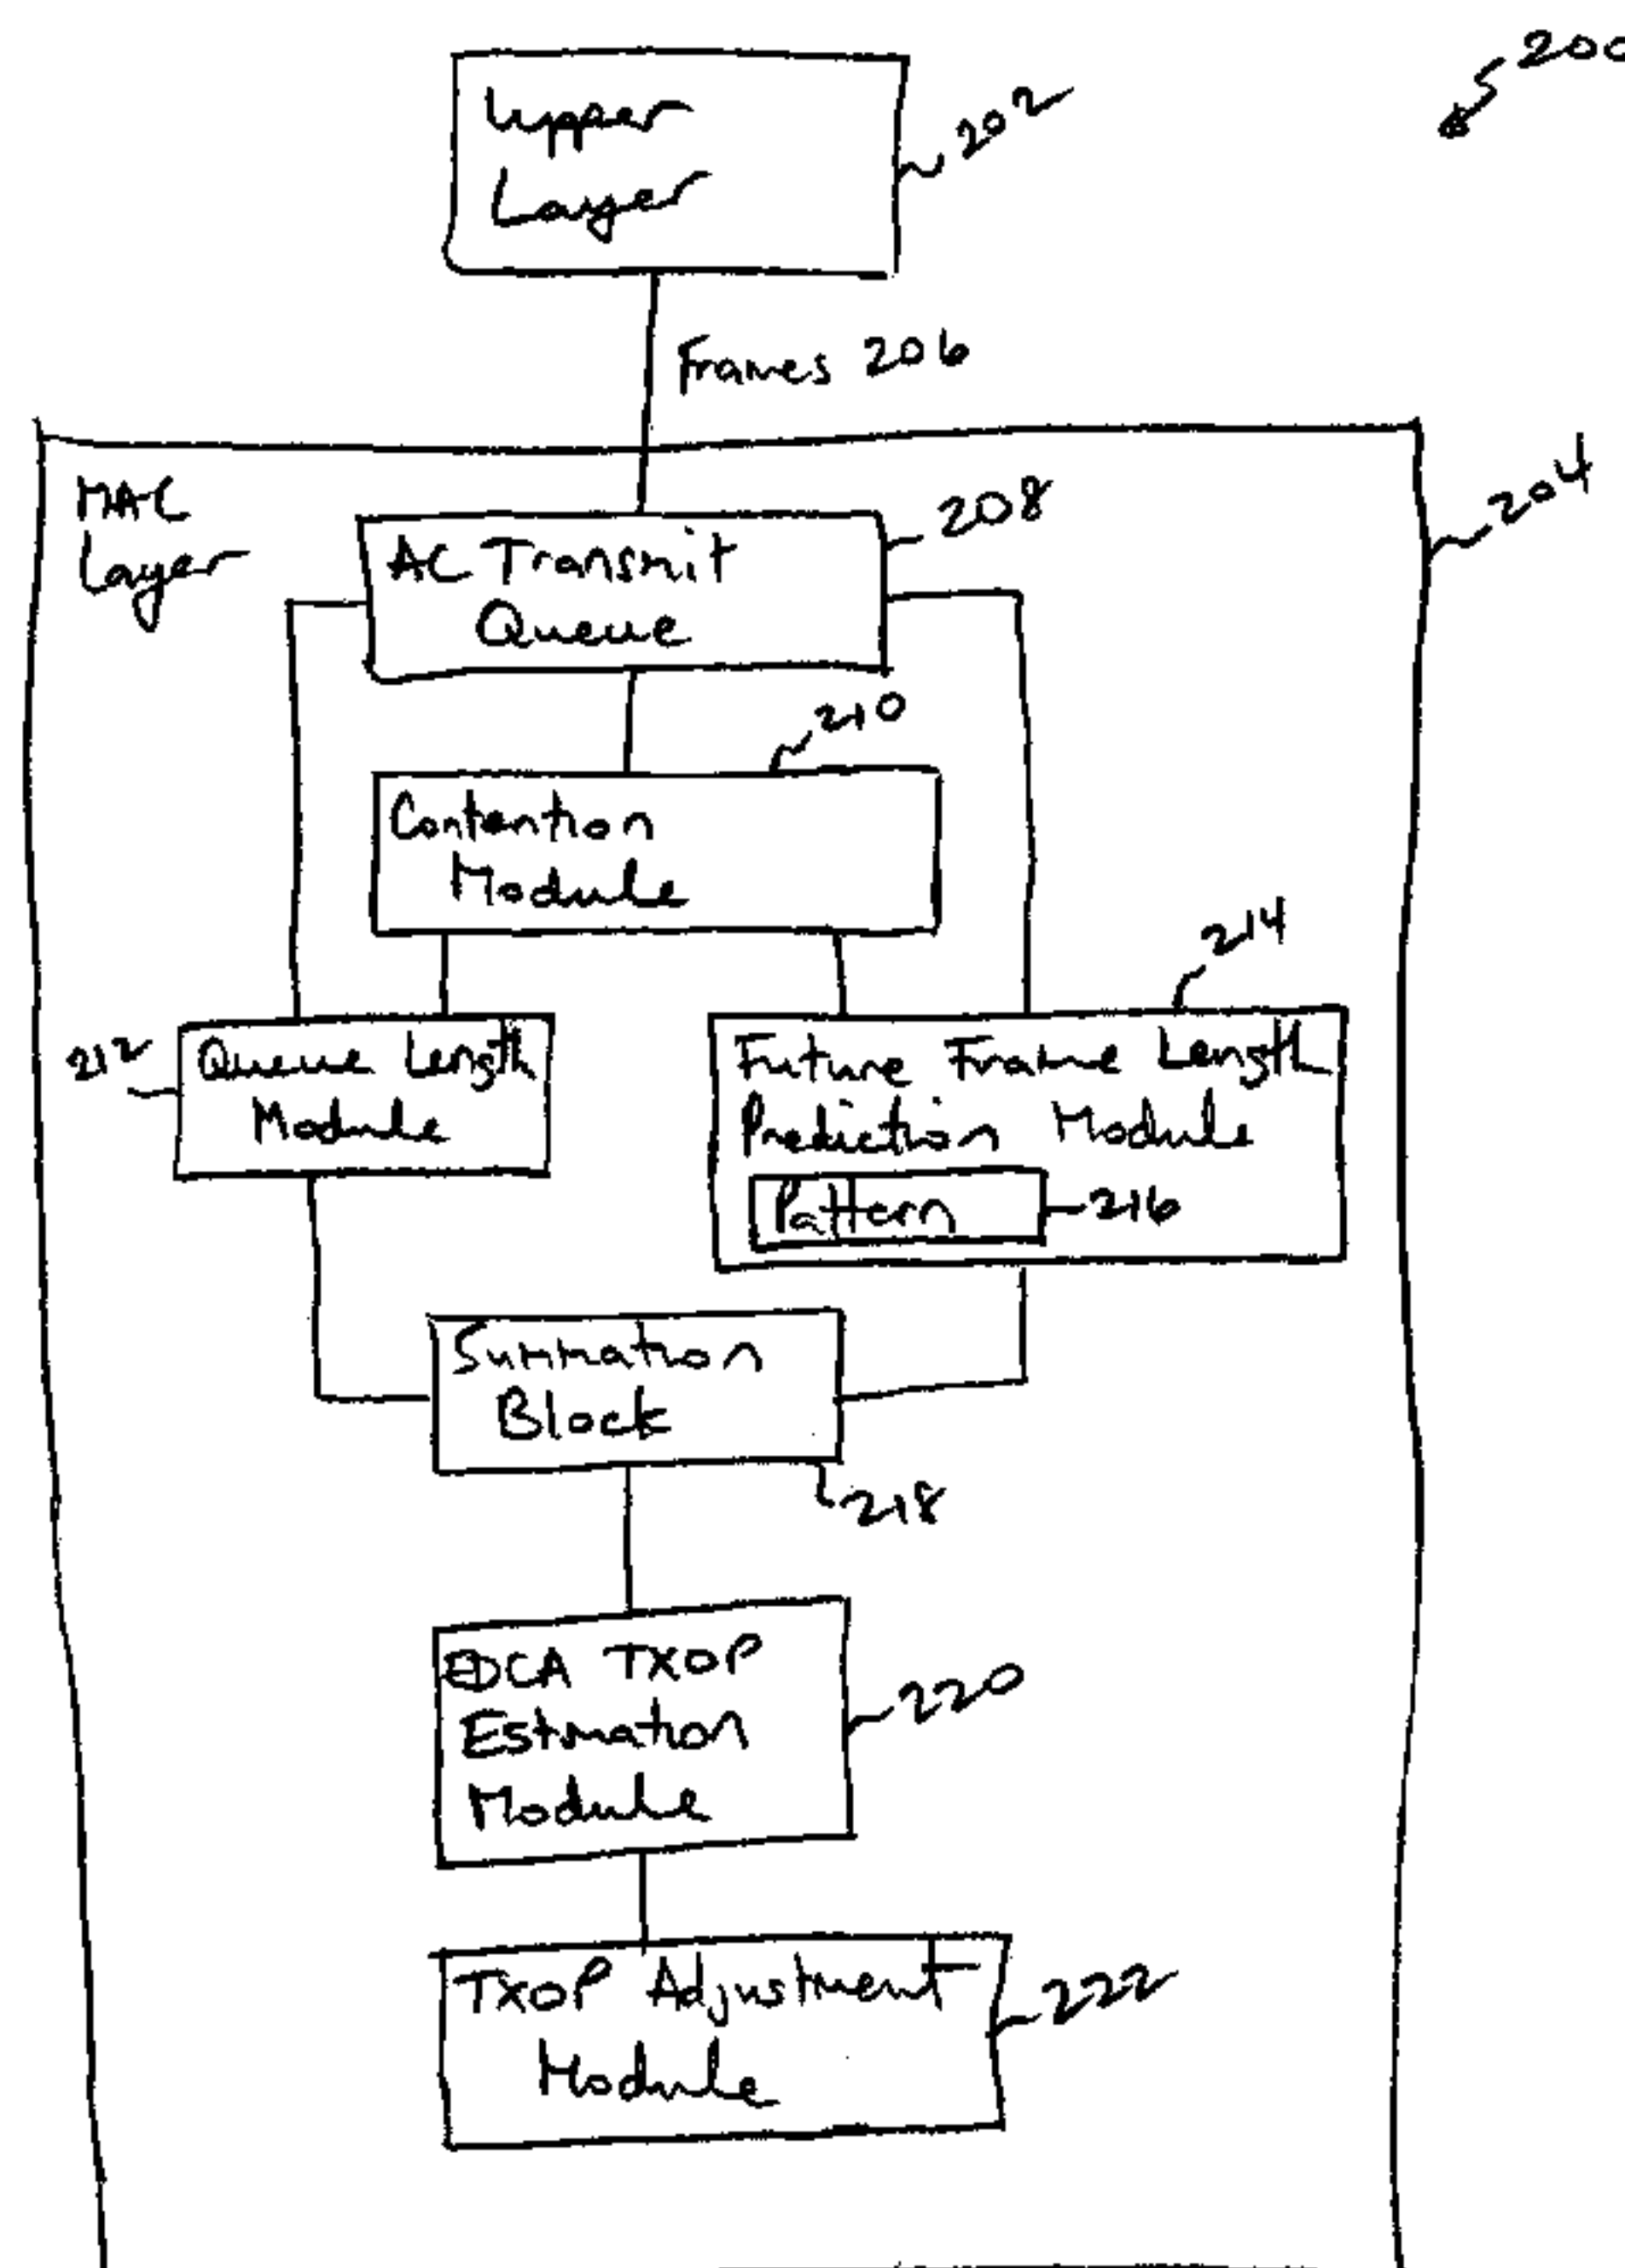 200
Upper
Layer
202
Frames 206
MAC
Layer
204
AC Transmit
Queue
208
210
Contention
Module
214
212
Queue Length
Module
Future Frame Length
Prediction Module
Pattern
216
Summation
Block
218
EDCA TXOP
Estimation
Module
220
TXOP Adjustment
Module
222